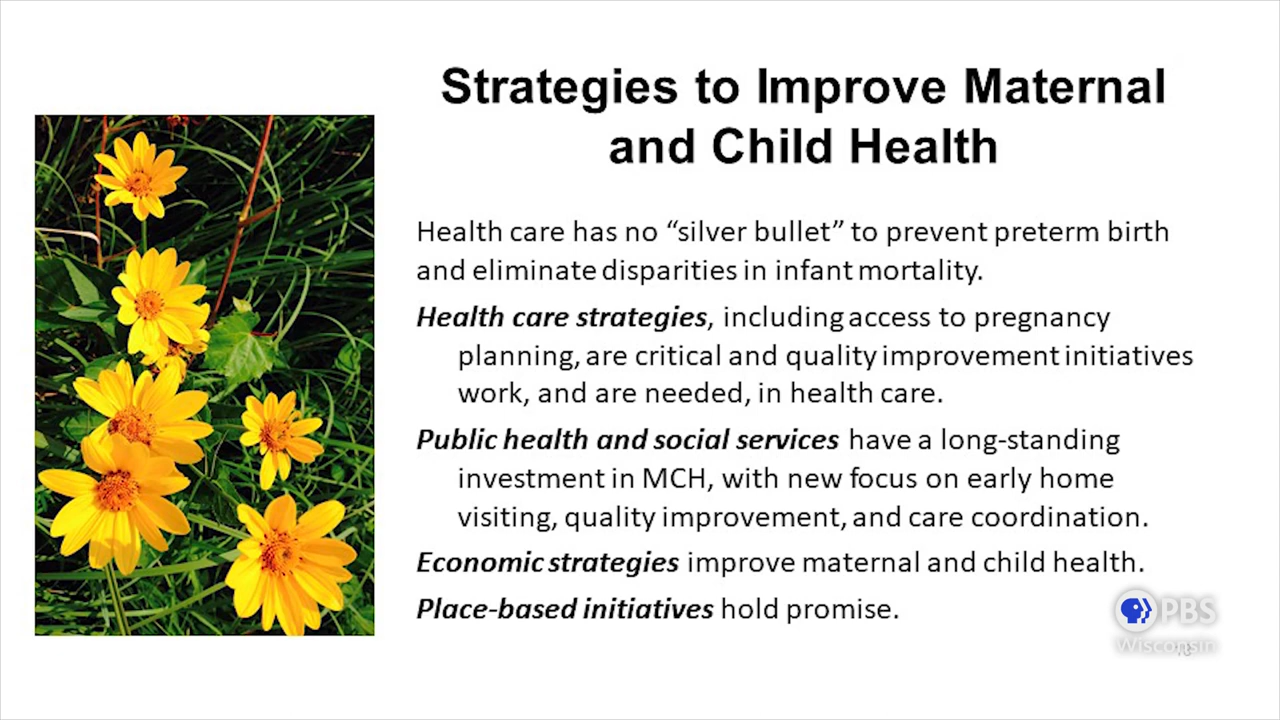 Strategies to Improve Maternal
and Child Health
Health care has no “silver bullet” to prevent preterm birth
and eliminate disparities in infant mortality.
Health care strategies, including access to pregnancy
planning, are critical and quality improvement initiatives
work, and are needed, in health care.
Public health and social services have a long-standing
investment in MCH, with new focus on early home
visiting, quality improvement, and care coordination.
Economic strategies improve maternal and child health.
Place-based initiatives hold promise.
PBS
Wisconsin